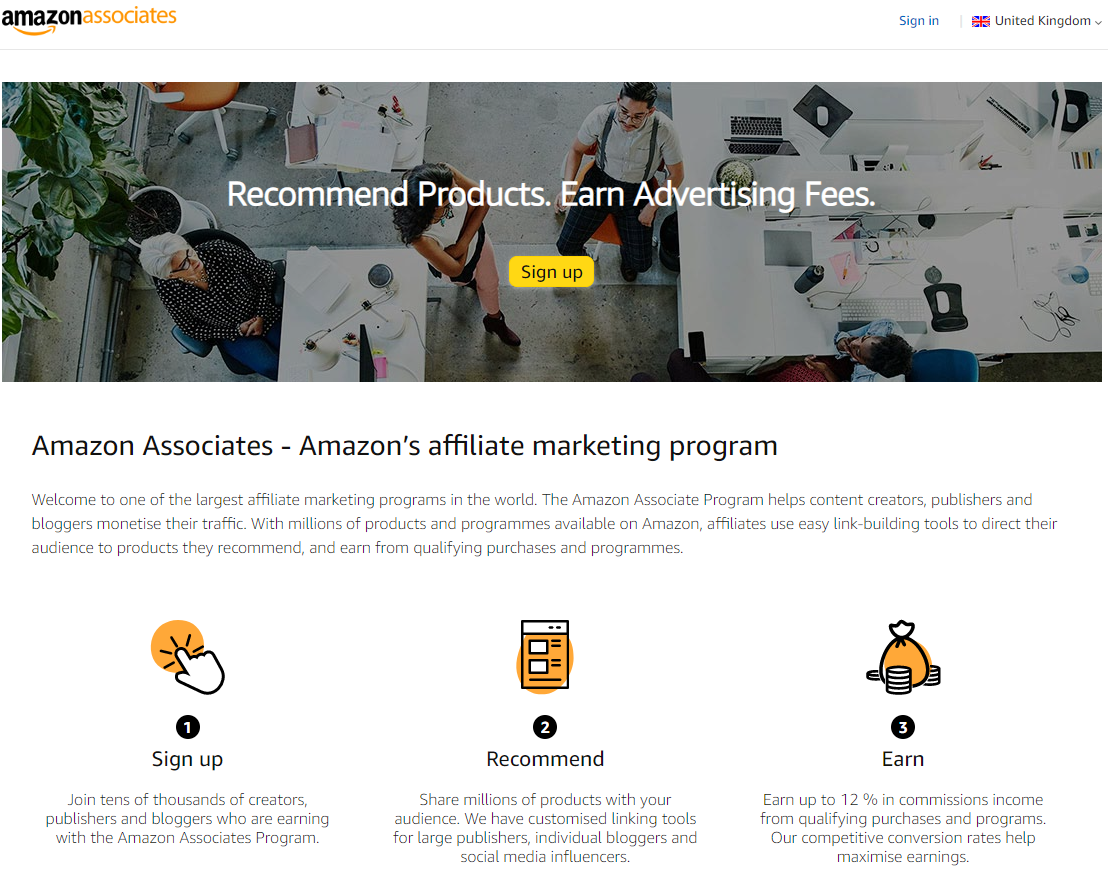 amazonassociates
Sign in
United Kingdom
Recommend Products. Earn Advertising Fees.
Sign up
Amazon Associates - Amazon’s affiliate marketing program
Welcome to one of the largest affiliate marketing programs in the world. The Amazon Associate Program helps content creators, publishers and
bloggers monetise their traffic. With millions of products and programmes available on Amazon, affiliates use easy link-building tools to direct their
audience to products they recommend, and earn from qualifying purchases and programmes.
1
Sign up
Join tens of thousands of creators,
publishers and bloggers who are earning
with the Amazon Associates Program.
2
Recommend
Share millions of products with your
audience. We have customised linking tools
for large publishers, individual bloggers and
social media influencers.
3
Earn
Earn up to 12 % in commissions income
from qualifying purchases and programs.
Our competitive conversion rates help
maximise earnings.